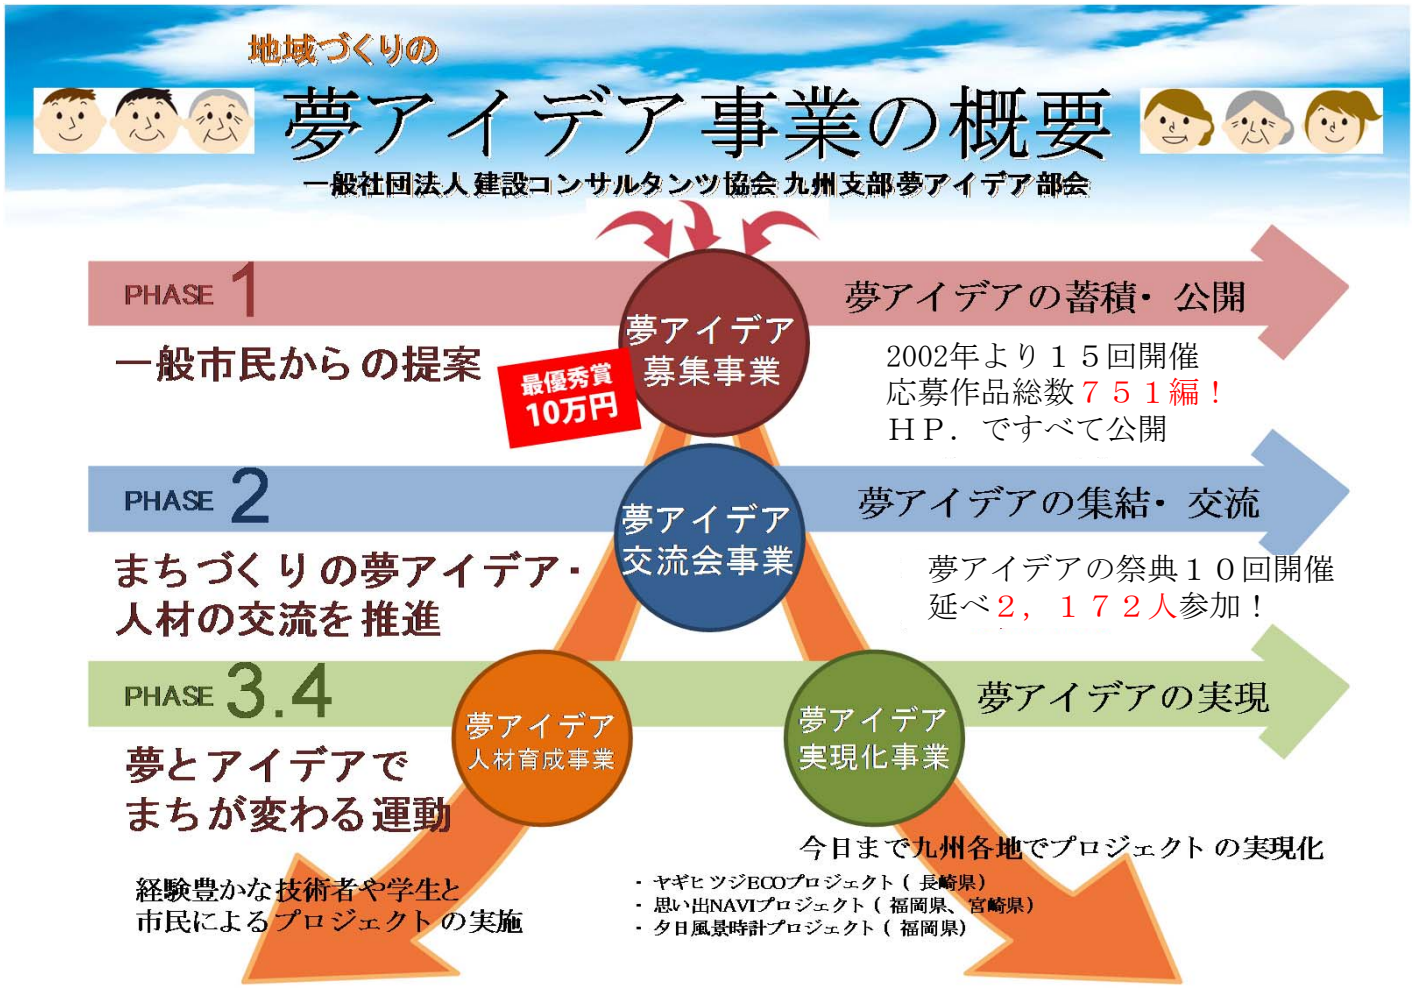 地域づくりの
夢アイデア事業の概要
一般社団法人建設コンサルタンツ協会 九州支部夢アイデア部会
PHASE 1
夢アイデア
募集事業
夢アイデアの蓄積・公開
一般市民からの提案
最優秀賞
10万円
2002年より１５回開催
応募作品総数７５１編！
ＨＰ．ですべて公開
PHASE 2
夢アイデア
交流会事業
夢アイデアの集結・交流
まちづくりの夢アイデア・
人材の交流を推進
夢アイデアの祭典１０回開催
延べ２，１７２人参加！
PHASE 3.4
夢アイデア
人材育成事業
夢アイデア
実現化事業
夢アイデアの実現
夢とアイデアで
まちが変わる運動
経験豊かな技術者や学生と
市民によるプロジェクトの実施
今日まで九州各地でプロジェクトの実現化
・ヤギヒツジECOプロジェクト（長崎県）
・思い出NAVIプロジェクト（福岡県、宮崎県）
・夕日風景時計プロジェクト（福岡県）